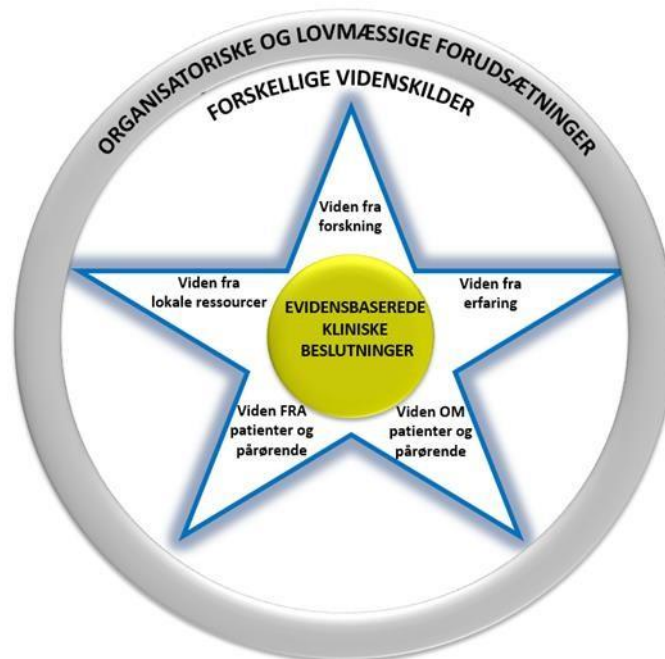 ORGANISATORISKE OG LOVMÆSSIGE FORUDSÆTNINGER
FORSKELLIGE VIDENSKILDER
Viden fra
forskning
Viden fra
lokale ressourcer
Viden fra
erfaring
EVIDENSBASEREDE
KLINISKE
BESLUTNINGER
Viden FRA
patienter og
pårørende
Viden OM
patienter og
pårørende